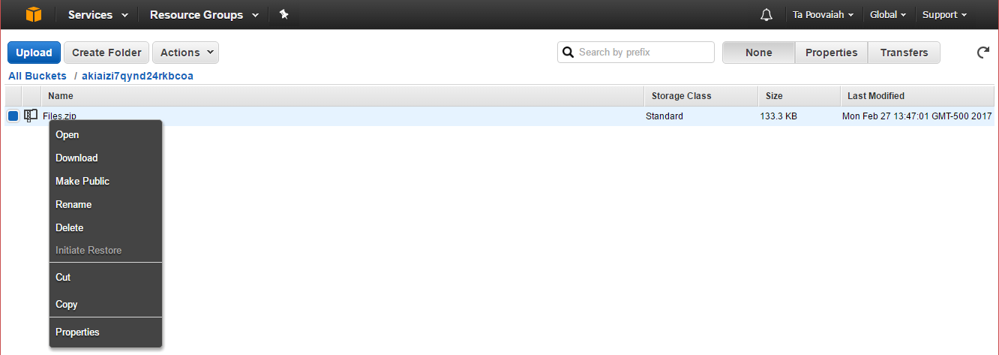 Services Resource Groups Ta Poovaiah Global Support
Upload Create Folder Actions Search by prefix None Properties Transfers
All Buckets / akiaizi7qynd24rkbcoa
Name Storage Class Size Last Modified
Files.zip Standard 133.3 KB Mon Feb 27 13:47:01 GMT-500 2017
Open
Download
Make Public
Rename
Delete
Initiate Restore
Cut
Copy
Properties